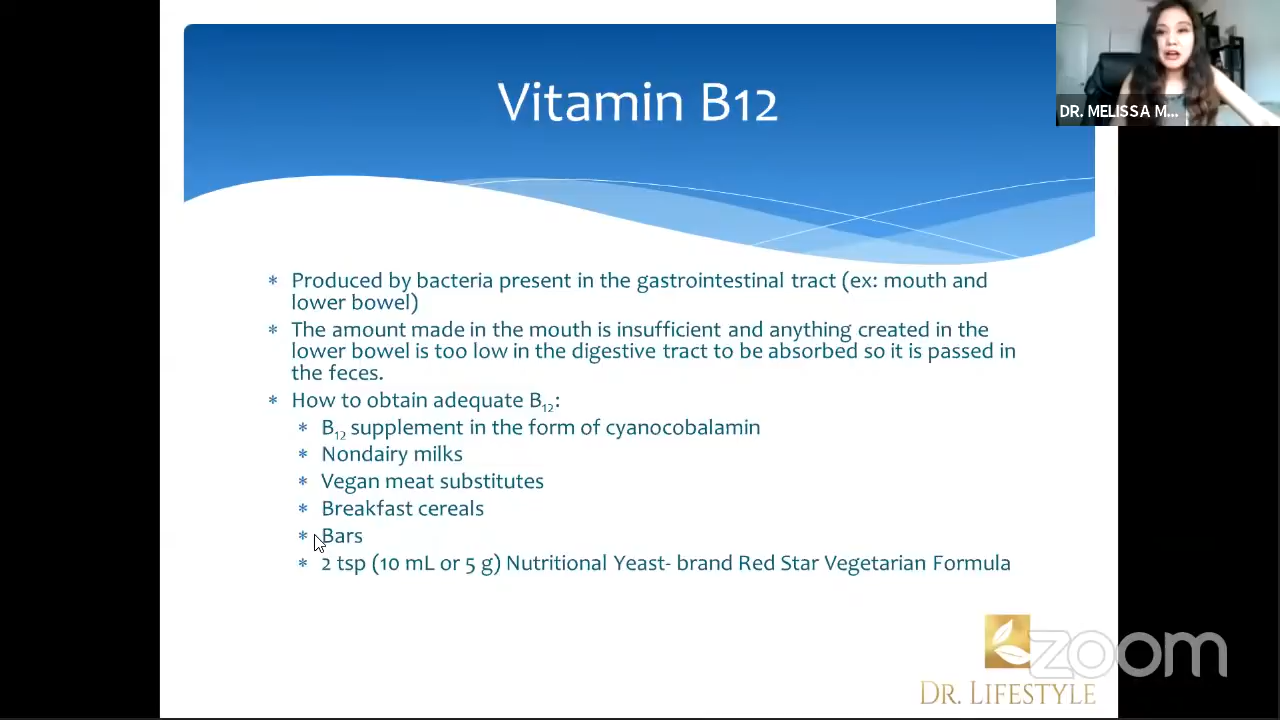 Vitamin B12
DR. MELISSA M...
* Produced by bacteria present in the gastrointestinal tract (ex: mouth and
lower bowel)
* The amount made in the mouth is insufficient and anything created in the
lower bowel is too low in the digestive tract to be absorbed so it is passed in
the feces.
* How to obtain adequate B12:
* B12 supplement in the form of cyanocobalamin
* Nondairy milks
* Vegan meat substitutes
* Breakfast cereals
* Bars
* 2 tsp (10 mL or 5 g) Nutritional Yeast- brand Red Star Vegetarian Formula
zoom
DR. LIFESTYLE